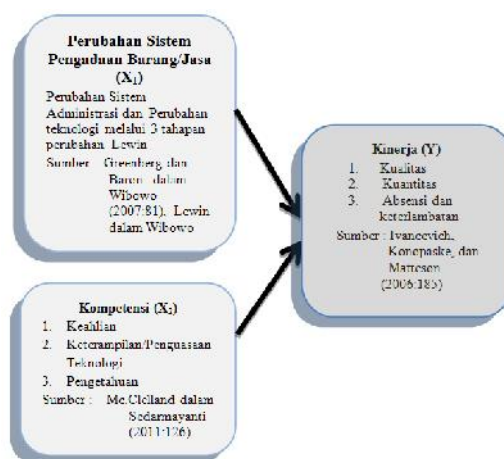 Perubahan Sistem
Pengaduan Barang/Jasa
(X₁)
Perubahan Sistem
Administrasi dan Perubahan
teknologi melalui 3 tahapan
perubahan Lewin
Sumber : Greenberg dan
Baron dalam
Wibowo
(2007:81). Lewin
dalam Wibowo
Kinerja (Y)
1. Kualitas
2. Kuantitas
3. Absensi dan
keterlambatan
Sumber : Ivancevich,
Konopaske, dan
Matteson
(2006:185)
Kompetensi (X₂)
1. Keahlian
2. Keterampilan/Penguasaan
Teknologi
3. Pengetahuan
Sumber : Mc.Clelland dalam
Sedarmayanti
(2011:126)